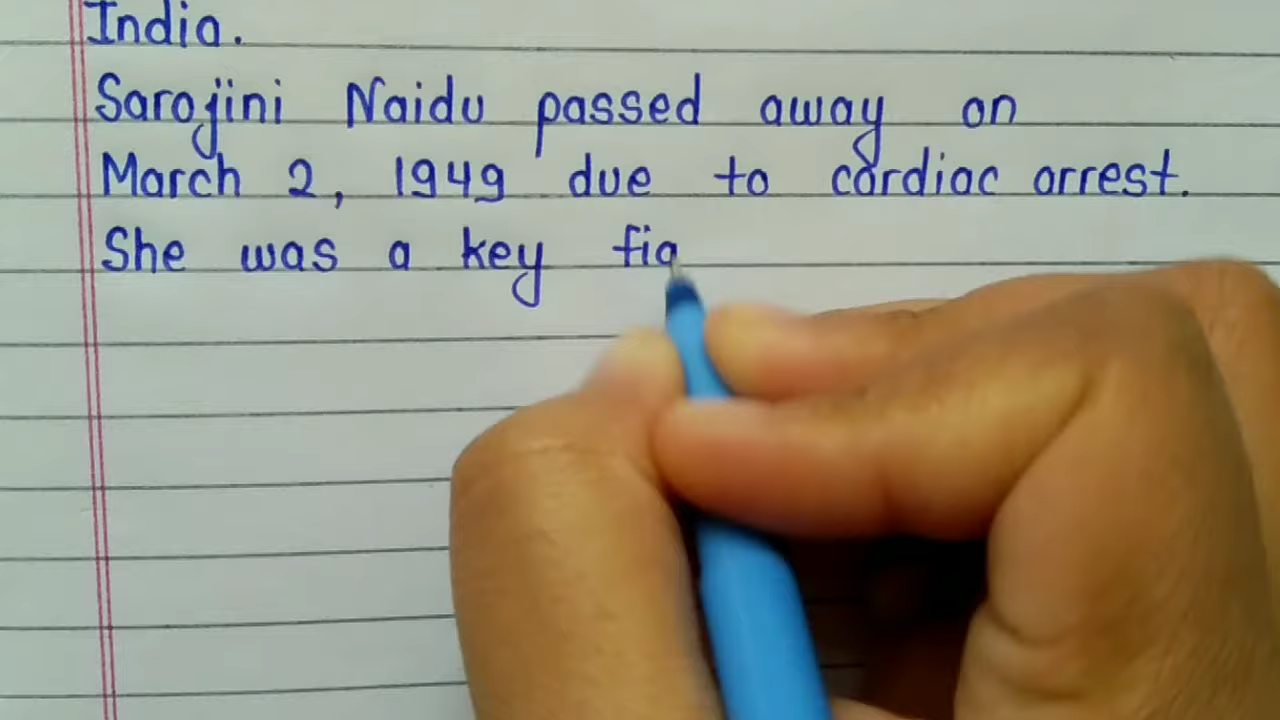 India.
Sarojini Naidu passed away on
March 2, 1949 due to cardiac arrest.
She was a key